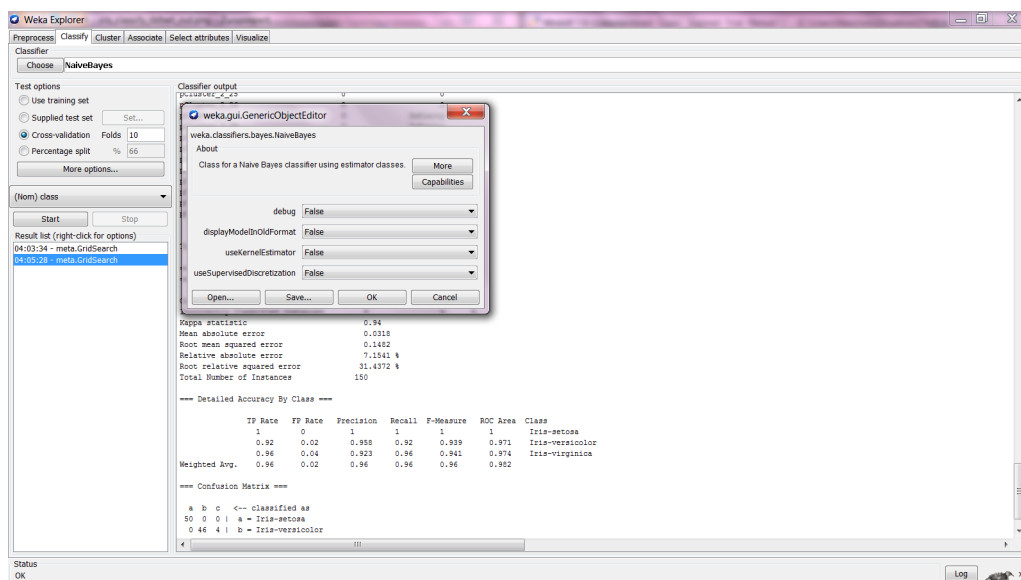 Weka Explorer
Preprocess Classify Cluster Associate Select attributes Visualize
Classifier
Choose NaiveBayes
Test options
Use training set
Supplied test set Set...
Cross-validation Folds 10
Percentage split % 66
More options...
(Nom) class
Start Stop
Result list (right-click for options)
04:03:34 - meta.GridSearch
04:05:28 - meta.GridSearch
Classifier output
pCluster_2_25 0 0
weka.gui.GenericObjectEditor
weka.classifiers.bayes.NaiveBayes
About
Class for a Naive Bayes classifier using estimator classes.
More
Capabilities
debug False
displayModelInOldFormat False
useKernelEstimator False
useSupervisedDiscretization False
Open... Save... OK Cancel
Kappa statistic 0.94
Mean absolute error 0.0318
Root mean squared error 0.1482
Relative absolute error 7.1541 %
Root relative squared error 31.4372 %
Total Number of Instances 150
=== Detailed Accuracy By Class ===
TP Rate FP Rate Precision Recall F-Measure ROC Area Class
1 0 1 1 1 1 Iris-setosa
0.92 0.02 0.958 0.92 0.939 0.971 Iris-versicolor
0.96 0.04 0.923 0.96 0.941 0.974 Iris-virginica
Weighted Avg. 0.96 0.02 0.96 0.96 0.96 0.982
=== Confusion Matrix ===
a b c <-- classified as
50 0 0 | a = Iris-setosa
0 46 4 | b = Iris-versicolor
Status
OK
Log